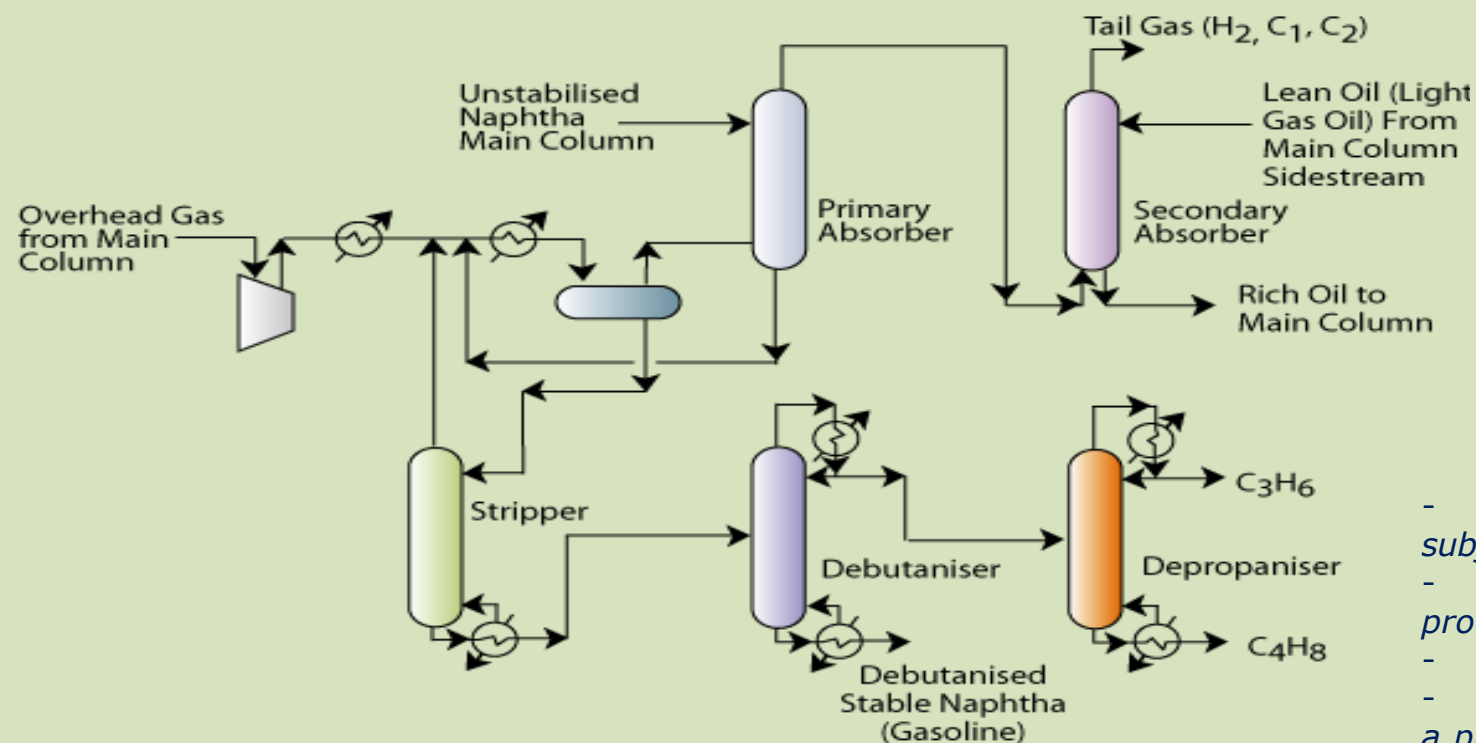 Tail Gas (H2, C1, C2)
Unstabilised
Naphtha
Main Column
Lean Oil (Light
Gas Oil) From
Main Column
Sidestream
Overhead Gas
from Main
Column
Primary
Absorber
Secondary
Absorber
Rich Oil to
Main Column
Stripper
Debutaniser
Depropaniser
C3H6
C4H8
Debutanised
Stable Naphtha
(Gasoline)
-
-
-
-
a